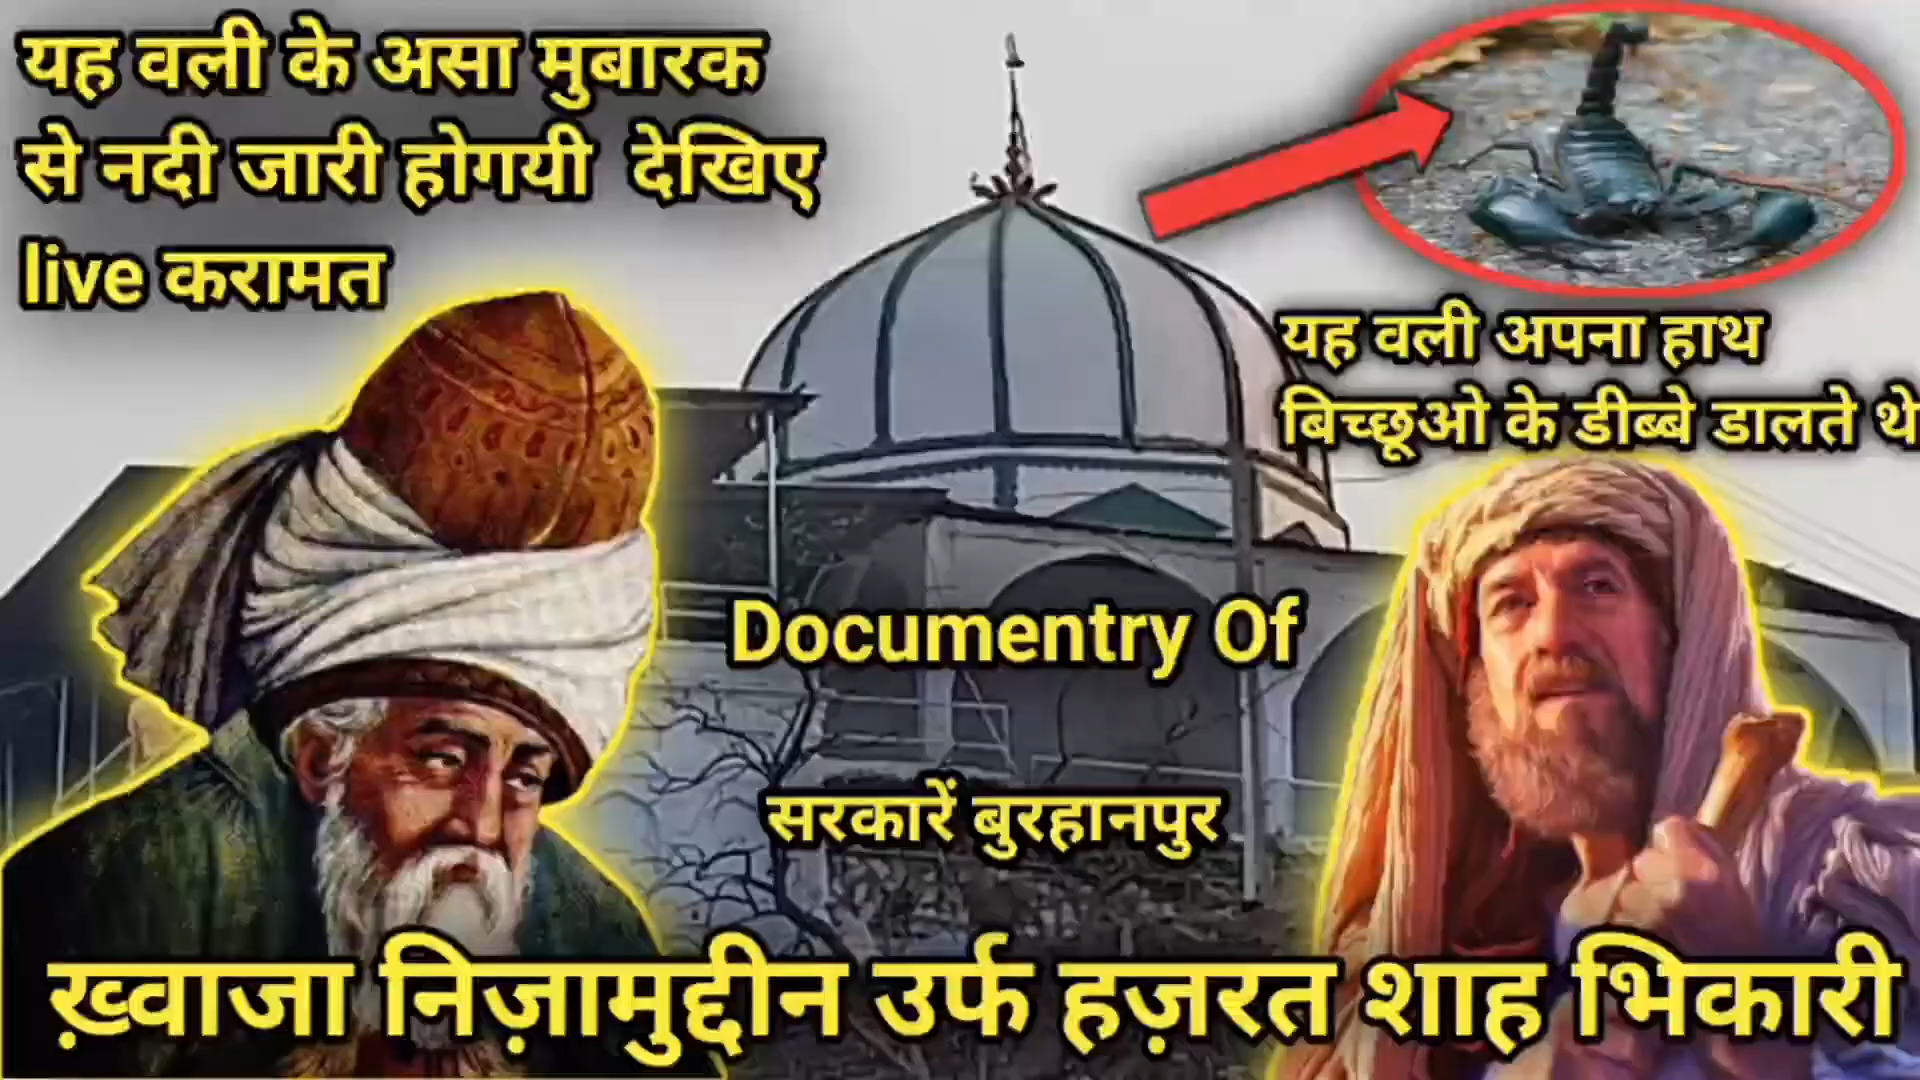 यह वली के असा मुबारक
से नदी जारी होगयी देखिए
live करामत
यह वली अपना हाथ
बिच्छूओ के डीब्बे डालते थे
Documentry Of
सरकारें बुरहानपुर
ख़्वाजा निज़ामुद्दीन उर्फ हज़रत शाह भिकारी